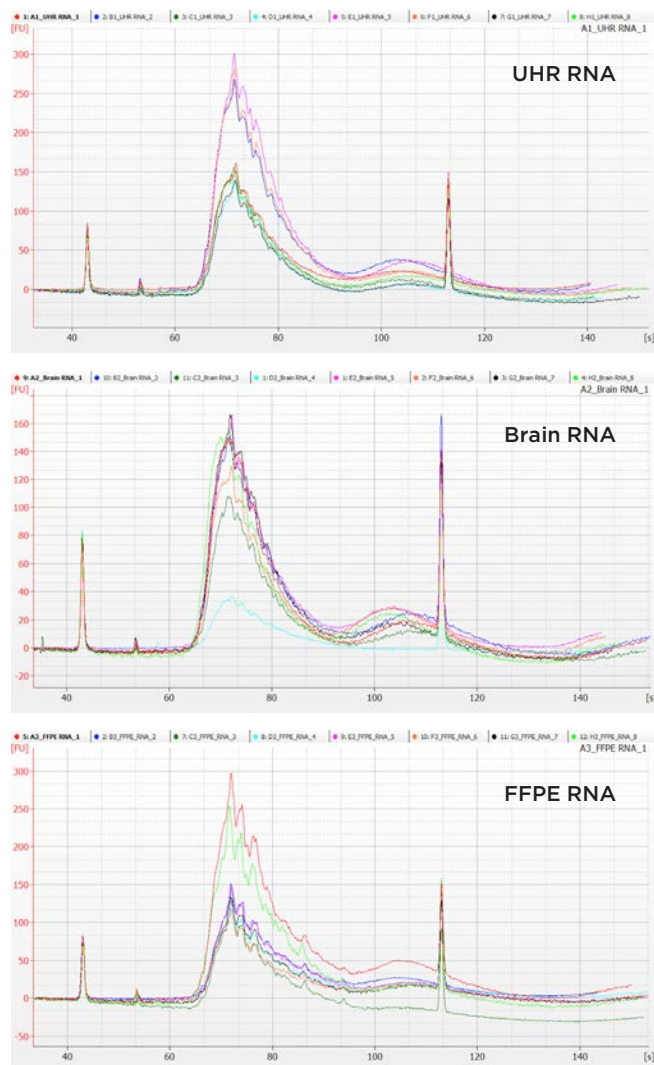 1: A1_UHR RNA_1 2: B1_UHR RNA_2 3: C1_UHR RNA_3 4: D1_UHR RNA_4 5: E1_UHR RNA_5 6: F1_UHR RNA_6 7: G1_UHR RNA_7 8: H1_UHR RNA_8
[FU] A1_UHR RNA_1
UHR RNA
300
250
200
150
100
50
0
40 60 80 100 120 140 [s]
9: A2_Brain RNA_1 10: B2_Brain RNA_2 11: C2_Brain RNA_3 1: D2_Brain RNA_4 1: E2_Brain RNA_5 2: F2_Brain RNA_6 3: G2_Brain RNA_7 4: H2_Brain RNA_8
[FU] A2_Brain RNA_1
Brain RNA
160
140
120
100
80
60
40
20
0
-20
40 60 80 100 120 140 [s]
5: A3_FFPE RNA_1 2: B3_FFPE RNA_2 7: C3_FFPE RNA_3 8: D3_FFPE RNA_4 9: E3_FFPE RNA_5 10: F3_FFPE RNA_6 11: G3_FFPE RNA_7 12: H3_FFPE RNA_8
[FU] A3_FFPE RNA_1
FFPE RNA
300
250
200
150
100
50
0
-50
40 60 80 100 120 140 [s]